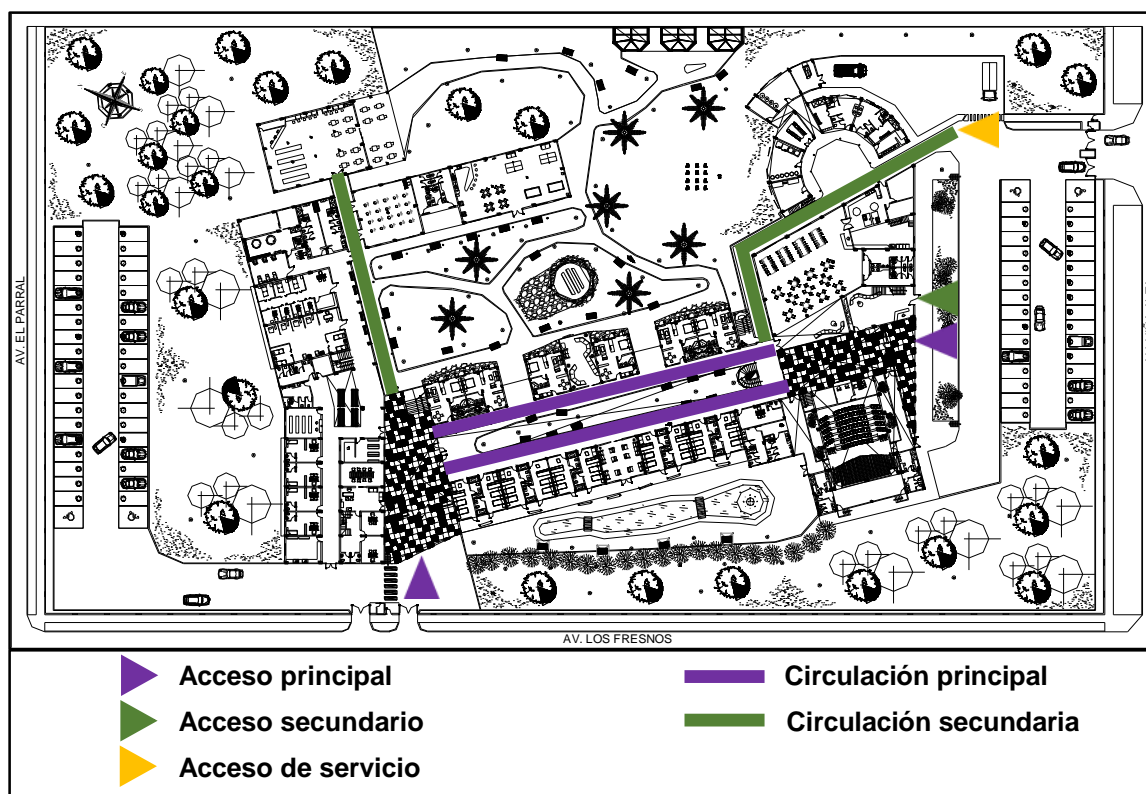 AV. EL PARRAL
AV. LOS FRESNOS
Acceso principal
Circulación principal
Acceso secundario
Circulación secundaria
Acceso de servicio